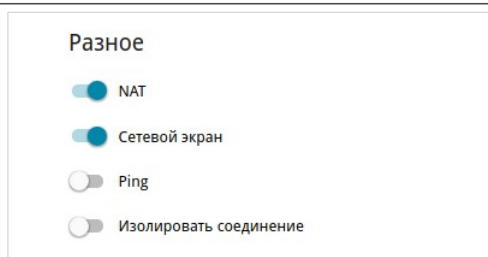 Разное
NAT
Сетевой экран
Ping
Изолировать соединение